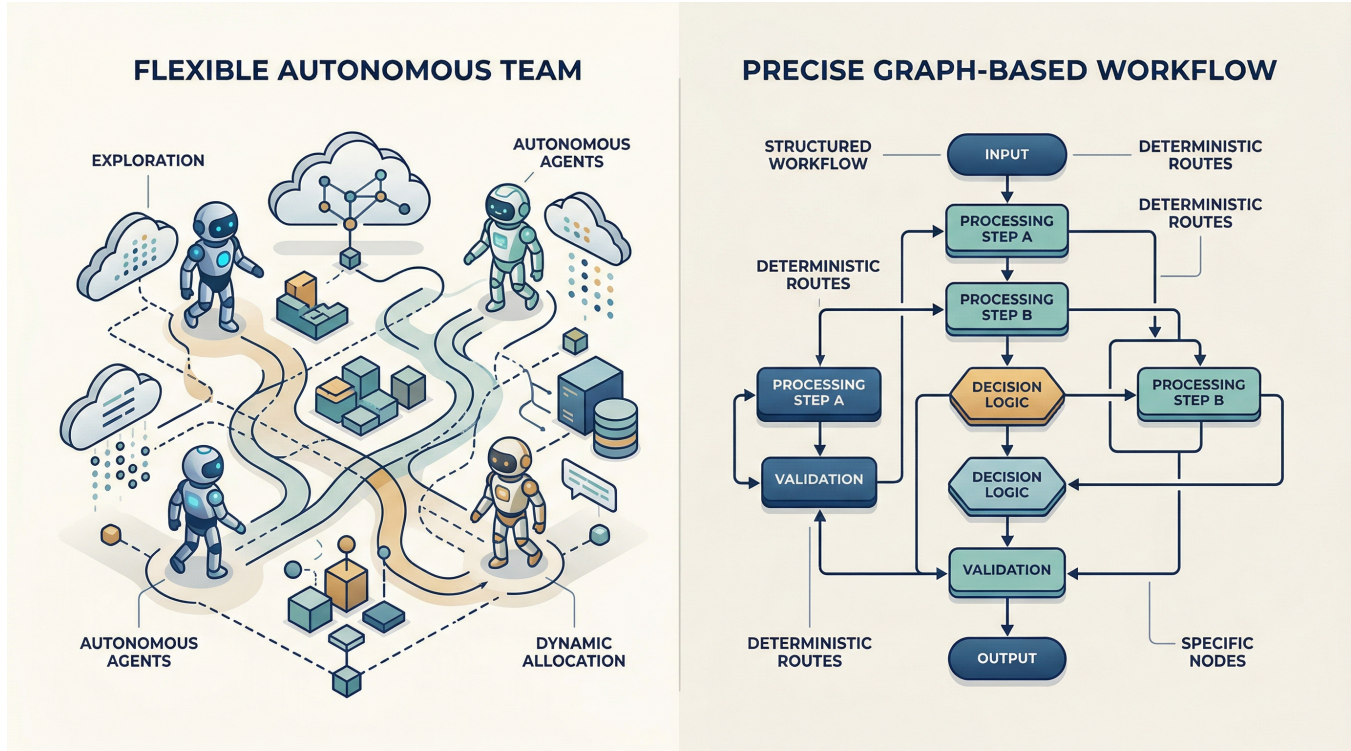 FLEXIBLE AUTONOMOUS TEAM
EXPLORATION
AUTONOMOUS
AGENTS
AUTONOMOUS
AGENTS
DYNAMIC
ALLOCATION
PRECISE GRAPH-BASED WORKFLOW
STRUCTURED
WORKFLOW
INPUT
DETERMINISTIC
ROUTES
PROCESSING
STEP A
DETERMINISTIC
ROUTES
DETERMINISTIC
ROUTES
PROCESSING
STEP B
PROCESSING
STEP A
DECISION
LOGIC
PROCESSING
STEP B
VALIDATION
DECISION
LOGIC
VALIDATION
DETERMINISTIC
ROUTES
OUTPUT
SPECIFIC
NODES